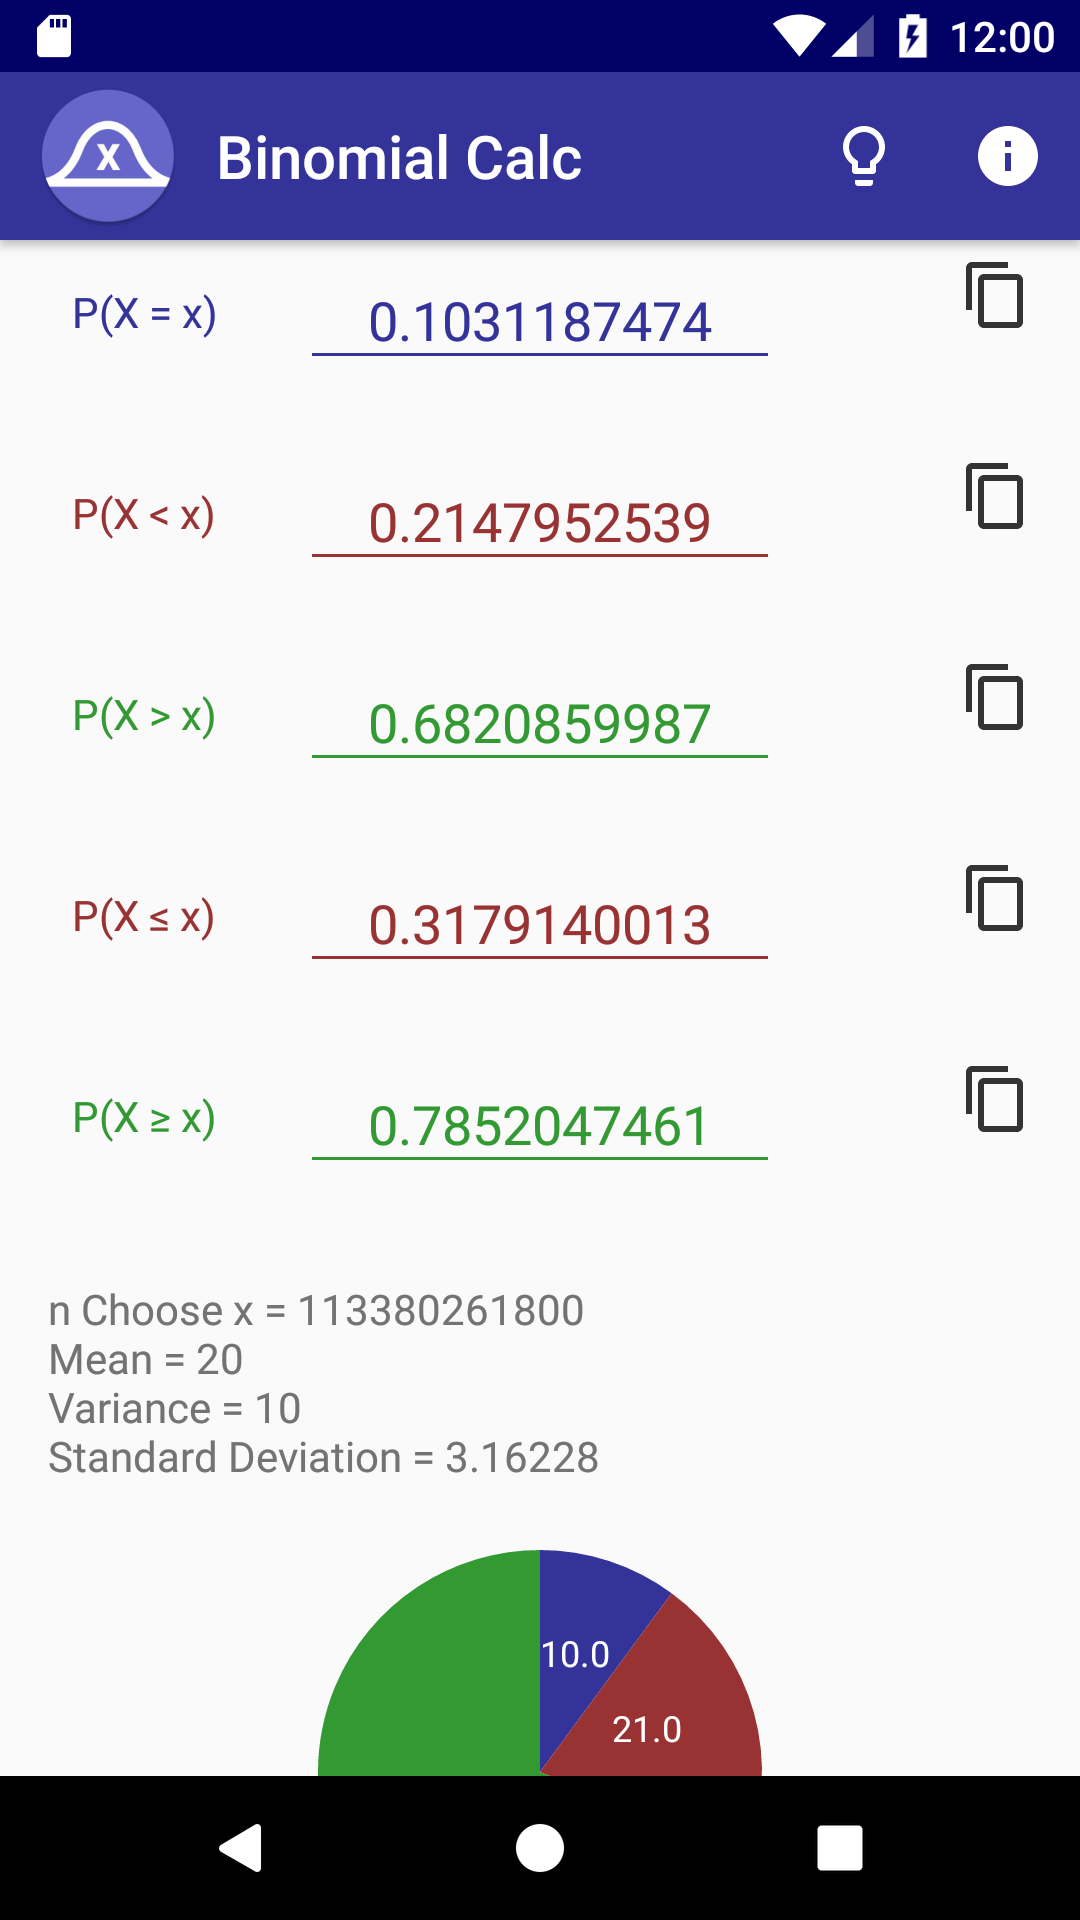 12:00
X
Binomial Calc
P(X = x)
0.1031187474
P(X < x)
0.2147952539
P(X > x)
0.6820859987
P(X ≤ x)
0.3179140013
P(X ≥ x)
0.7852047461
n Choose x = 113380261800
Mean = 20
Variance = 10
Standard Deviation = 3.16228
10.0
21.0